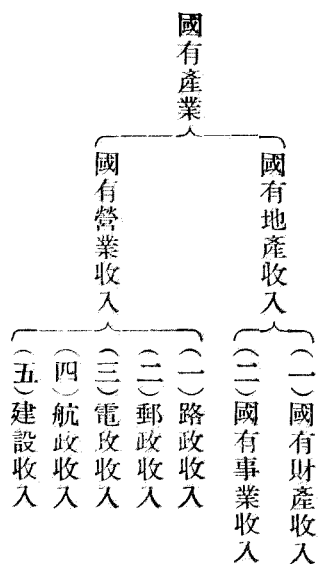 國有產業
國有地產收入
(一)國有財產收入
(二)國有事業收入
國有營業收入
(一)路政收入
(二)郵政收入
(三)電政收入
(四)航政收入
(五)建設收入